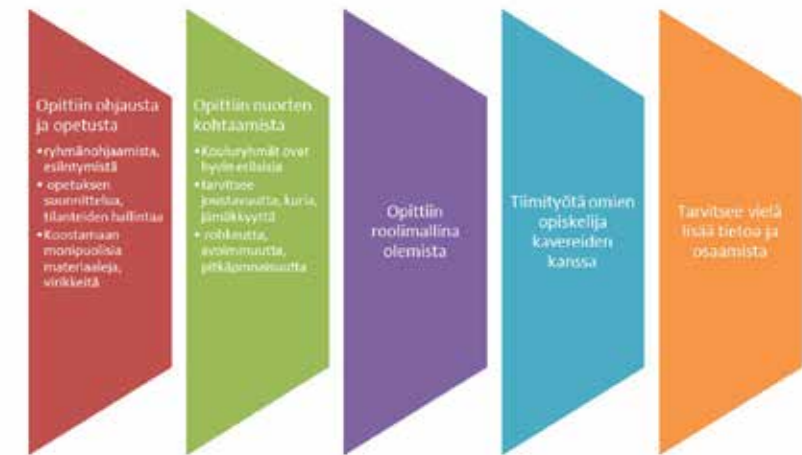 Opittiin ohjausta
ja opetusta
•ryhmänohjaamista,
esiintymistä
• opetuksen
suunnittelua,
tilanteiden hallintaa
•Koostamaan
monipuolisia
materiaaleja,
virikkeitä
Opittiin nuorten
kohtaamista
•Kouluryhmät ovat
hyvin erilaisia
•tarvitsee
joustavuutta, kuria,
jämäkkyyttä
• rohkeutta,
avoimmuutta,
pitkäjännaisuutta
Opittiin
roolimallina
olemista
Tiimityötä omien
opiskelija
kavereiden
kanssa
Tarvitsee vielä
lisää tietoa ja
osaamista